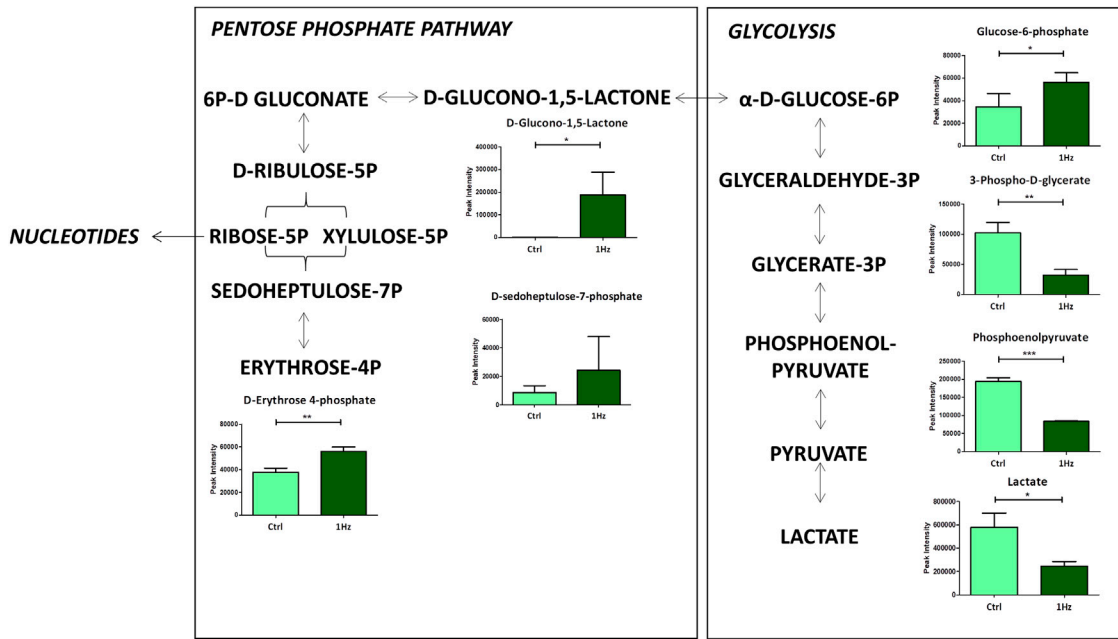 PENTOSE PHOSPHATE PATHWAY
6P-D GLUCONATE
D-GLUCONO-1,5-LACTONE
D-Glucono-1,5-Lactone
*
Peak Intensity
400000
300000
200000
100000
0
Ctrl 1Hz
D-RIBULOSE-5P
NUCLEOTIDES
RIBOSE-5P XYLULOSE-5P
SEDOHEPTULOSE-7P
D-sedoheptulose-7-phosphate
Peak Intensity
60000
40000
20000
0
Ctrl 1Hz
ERYTHROSE-4P
D-Erythrose 4-phosphate
**
Peak Intensity
80000
60000
40000
20000
0
Ctrl 1Hz
GLYCOLYSIS
α-D-GLUCOSE-6P
Glucose-6-phosphate
*
Peak Intensity
80000
60000
40000
20000
0
Ctrl 1Hz
GLYCERALDEHYDE-3P
3-Phospho-D-glycerate
**
Peak Intensity
150000
100000
50000
0
Ctrl 1Hz
GLYCERATE-3P
PHOSPHOENOL-
PYRUVATE
Phosphoenolpyruvate
***
Peak Intensity
200000
150000
100000
50000
0
Ctrl 1Hz
PYRUVATE
LACTATE
Lactate
*
Peak Intensity
800000
600000
400000
200000
0
Ctrl 1Hz